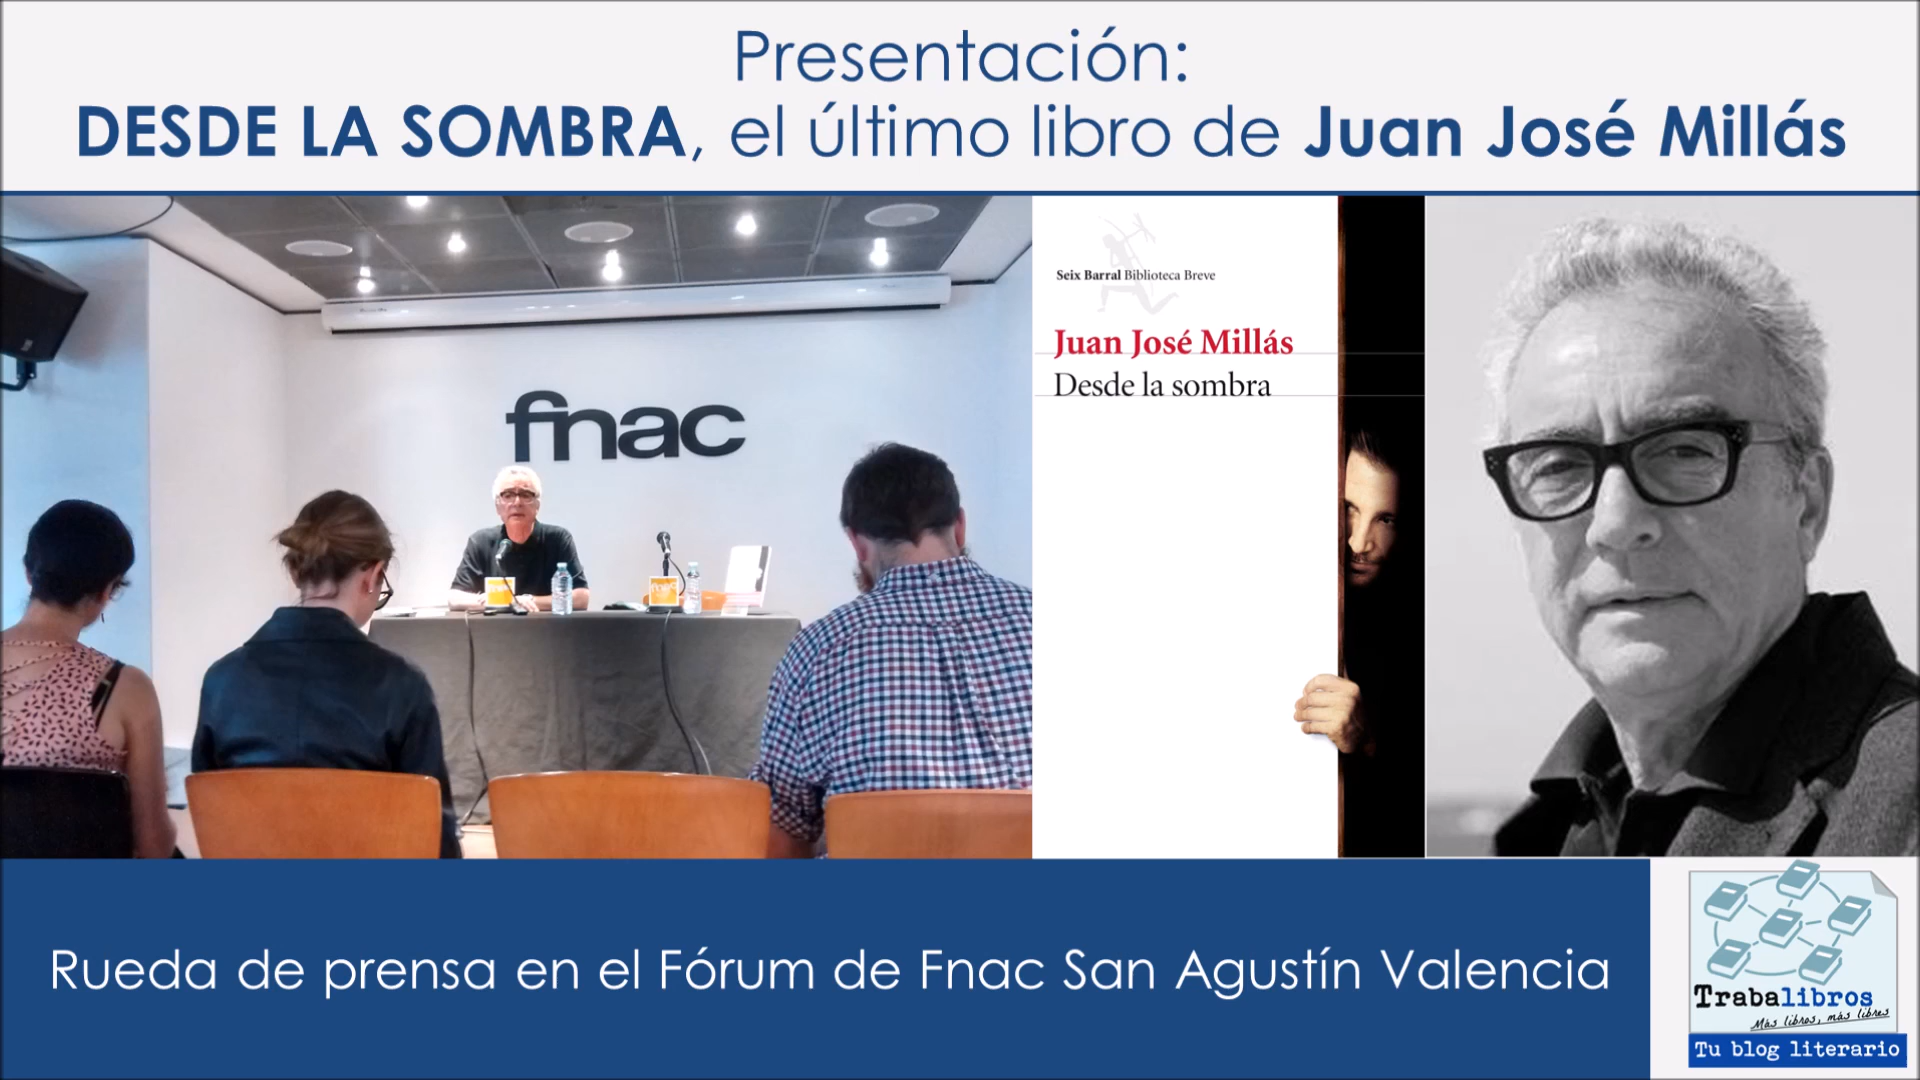 Presentación:
DESDE LA SOMBRA, el último libro de Juan José Millás
fnac
Seix Barral Biblioteca Breve
Juan José Millás
Desde la sombra
Rueda de prensa en el Fórum de Fnac San Agustín Valencia
Trabalibros
Más libros, más libres
Tu blog literario